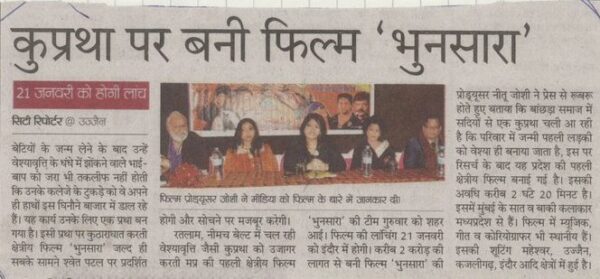 कुप्रथा पर बनी फिल्म ‘भुनसारा’
21 जनवरी को होगी लांच
सिटी रिपोर्टर @ उज्जैन
बेटियों के जन्म लेने के बाद उन्हें
वेश्यावृत्ति के धंधे में झोंकने वाले भाई-
बाप को जरा भी तकलीफ नहीं होती
कि उनके कलेजे के टुकड़े को वे अपने
ही हाथों इस घिनौने बाजार में डाल रहे
हैं। यह कार्य उनके लिए एक प्रथा बन
गया है। इसी प्रथा पर कुठाराघात करती
क्षेत्रीय फिल्म ‘भुनसारा’ जल्द ही
सबके सामने श्वेत पटल पर प्रदर्शित
फिल्म प्रोड्यूसर जोशी ने मीडिया को फिल्म के बारे में जानकार दी।
होगी और सोचने पर मजबूर करेगी।
रतलाम, नीमच बेल्ट में चल रही
वेश्यावृत्ति जैसी कुप्रथा को उजागर
करती मप्र की पहली क्षेत्रीय फिल्म
‘भुनसारा’ की टीम गुरुवार को शहर
आई। फिल्म की लांचिंग 21 जनवरी
को इंदौर में होगी। करीब 2 करोड़ की
लागत से बनी फिल्म ‘भुनसारा’ की
प्रोड्यूसर नीतू जोशी ने प्रेस से रूबरू
होते हुए बताया कि बांछड़ा समाज में
सदियों से एक कुप्रथा चली आ रही
है कि परिवार में जन्मी पहली लड़की
को वेश्या ही बनाया जाता है, इस पर
रिसर्च के बाद यह प्रदेश की पहली
क्षेत्रीय फिल्म बनाई गई है। इसकी
अवधि करीब 2 घंटे 20 मिनट है।
इसमें मुंबई के सात व बाकी कलाकार
मध्यप्रदेश से हैं। फिल्म में म्यूजिक,
गीत व कोरियोग्राफर भी स्थानीय हैं।
इसकी शूटिंग महेश्वर, उज्जैन,
कजलीगढ़, इंदौर आदि क्षेत्रों में हुई है।